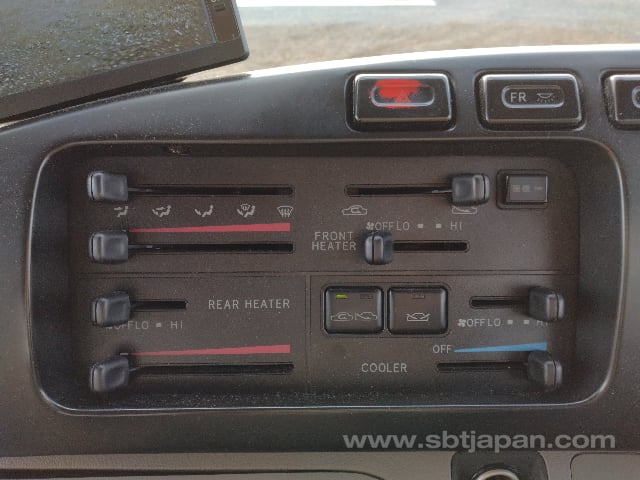 FR
OFF LO HI
FRONT
HEATER
REAR HEATER
OFF LO HI
OFF LO HI
OFF
COOLER
www.sbtjapan.com